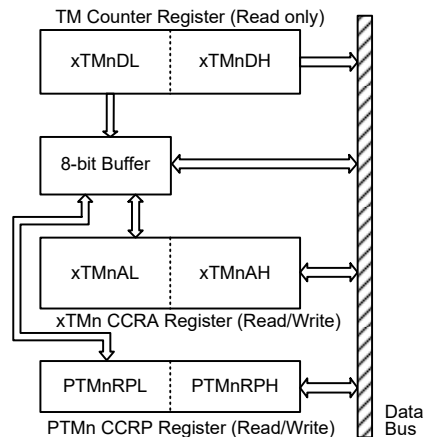 TM Counter Register (Read only)
xTMnDL xTMnDH
8-bit Buffer
xTMnAL xTMnAH
xTMn CCRA Register (Read/Write)
PTMnRPL PTMnRPH
PTMn CCRP Register (Read/Write)
Data
Bus